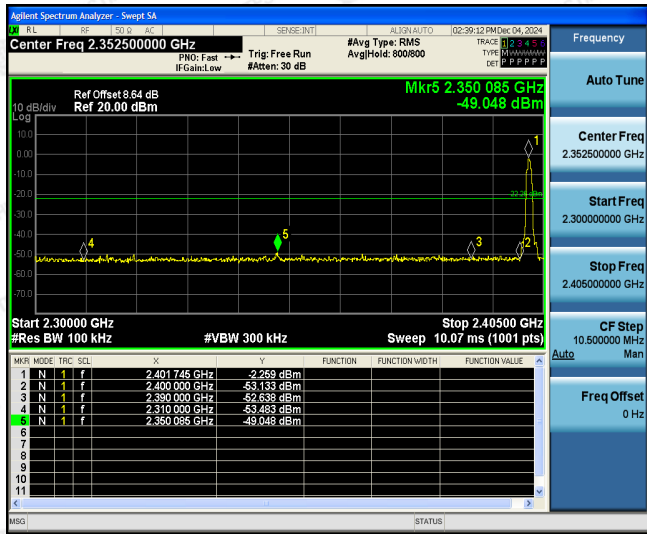 Agilent Spectrum Analyzer - Swept SA
LXI RL RF 50 Ω AC SENSE:INT ALIGN AUTO 02:39:12 PM Dec 04, 2024
Center Freq 2.352500000 GHz
PNO: Fast
IFGain:Low
Trig: Free Run
#Atten: 30 dB
#Avg Type: RMS
Avg|Hold: 800/800
TRACE 1 2 3 4 5 6
TYPE M W W W W W
DET P P P P P P
Ref Offset 8.64 dB
Ref 20.00 dBm
10 dB/div
Log
Mkr5 2.350 085 GHz
-49.048 dBm
10.0
0.00
-10.0
-20.0
-30.0
-40.0
-50.0
-60.0
-70.0
1
-22.26 dBm
4
5
3
2
Start 2.30000 GHz
Stop 2.40500 GHz
#Res BW 100 kHz
#VBW 300 kHz
Sweep 10.07 ms (1001 pts)
MKR MODE TRC SCL X Y FUNCTION FUNCTION WIDTH FUNCTION VALUE
1 N 1 f 2.401 745 GHz -2.259 dBm
2 N 1 f 2.400 000 GHz -53.133 dBm
3 N 1 f 2.390 000 GHz -52.638 dBm
4 N 1 f 2.310 000 GHz -53.483 dBm
5 N 1 f 2.350 085 GHz -49.048 dBm
6
7
8
9
10
11
MSG
STATUS
Frequency
Auto Tune
Center Freq
2.352500000 GHz
Start Freq
2.300000000 GHz
Stop Freq
2.405000000 GHz
CF Step
10.500000 MHz
Auto Man
Freq Offset
0 Hz